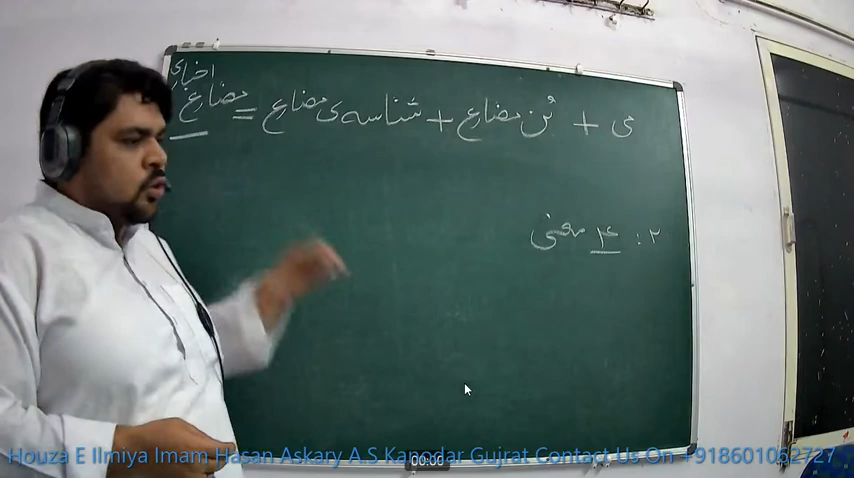 می + بُن مضارع + شناسه‌ی مضارع = مضارع
اخباری
۲ : ۴ معنی
Houza E Ilmiya Imam Hasan Askary A.S Kanodar Gujrat Contact Us On +918601062727
00:00